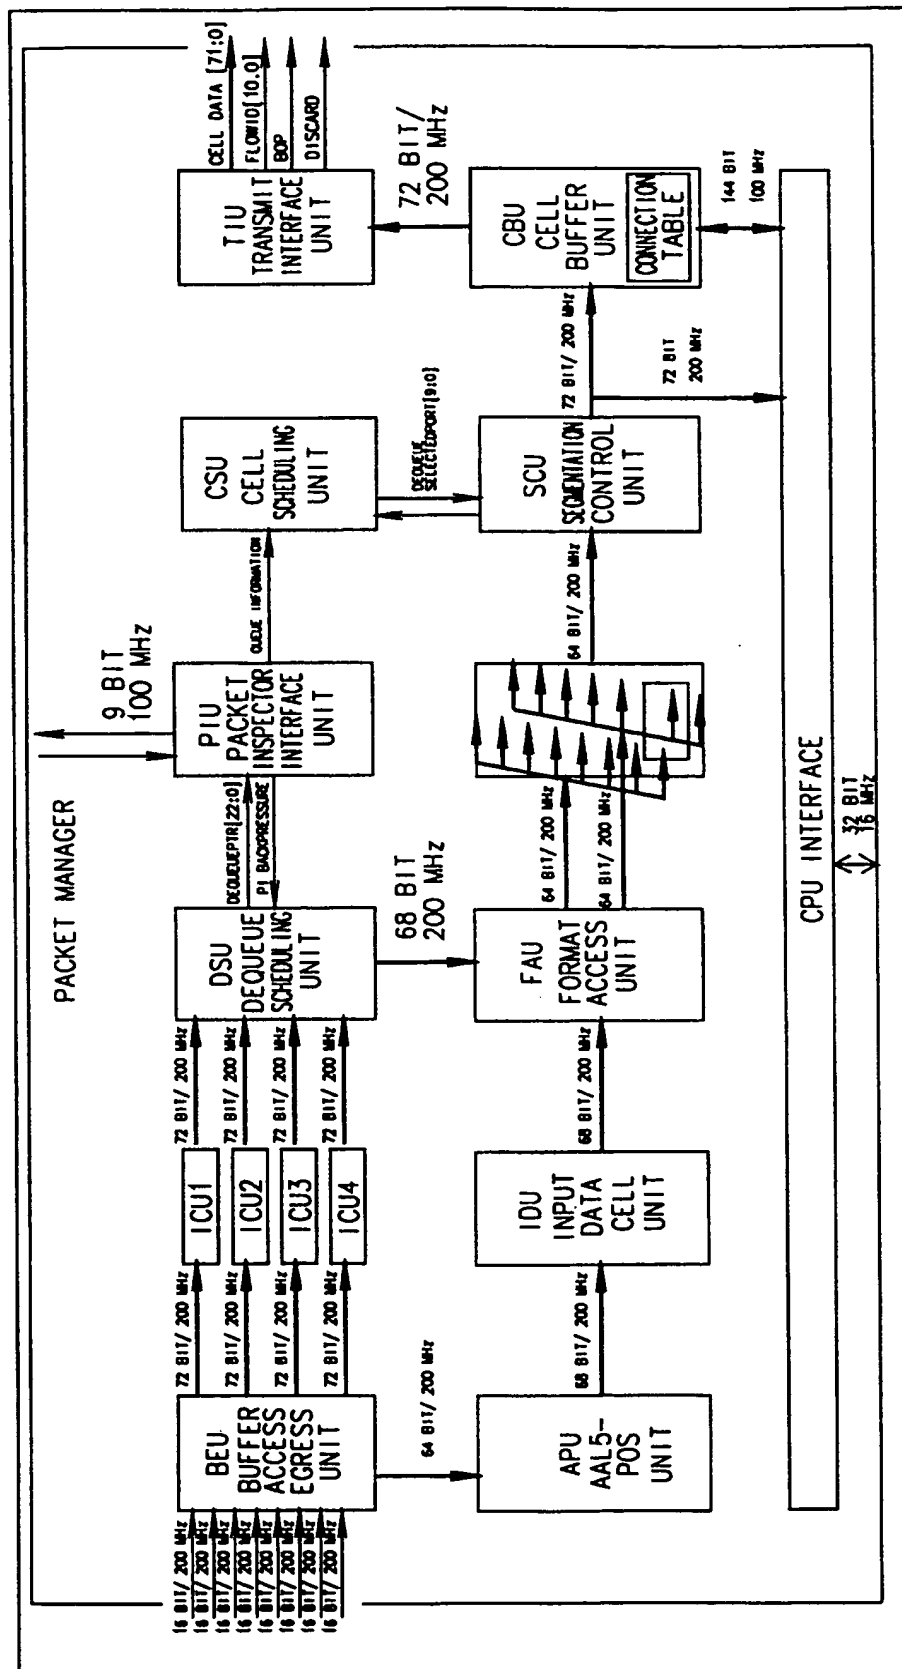 PACKET MANAGER
16 BIT/ 200 MHz
16 BIT/ 200 MHz
16 BIT/ 200 MHz
16 BIT/ 200 MHz
16 BIT/ 200 MHz
16 BIT/ 200 MHz
16 BIT/ 200 MHz
16 BIT/ 200 MHz
BEU
BUFFER
ACCESS
EGRESS
UNIT
72 BIT/ 200 MHz
72 BIT/ 200 MHz
72 BIT/ 200 MHz
72 BIT/ 200 MHz
ICU1
ICU2
ICU3
ICU4
72 BIT/ 200 MHz
72 BIT/ 200 MHz
72 BIT/ 200 MHz
72 BIT/ 200 MHz
DSU
DEQUEUE
SCHEDULING
UNIT
DEQUEUEPTR[22:0]
PI BACKPRESSURE
9 BIT
100 MHz
PIU
PACKET
INSPECTOR
INTERFACE
UNIT
QUEUE INFORMATION
CSU
CELL
SCHEDULING
UNIT
DEQUEUE
SELECTEDPORT[9:0]
TIU
TRANSMIT
INTERFACE
UNIT
CELL DATA [71:0]
FLOWID[10.0]
BOP
DISCARD
64 BIT/ 200 MHz
68 BIT
200 MHz
72 BIT/
200 MHz
APU
AAL5-
POS
UNIT
68 BIT/ 200 MHz
IDU
INPUT
DATA
CELL
UNIT
68 BIT/ 200 MHz
FAU
FORMAT
ACCESS
UNIT
64 BIT/ 200 MHz
64 BIT/ 200 MHz
64 BIT/ 200 MHz
SCU
SEGMENTATION
CONTROL
UNIT
72 BIT/ 200 MHz
72 BIT
200 MHz
CBU
CELL
BUFFER
UNIT
CONNECTION
TABLE
144 BIT
100 MHz
CPU INTERFACE
32 BIT
16 MHz